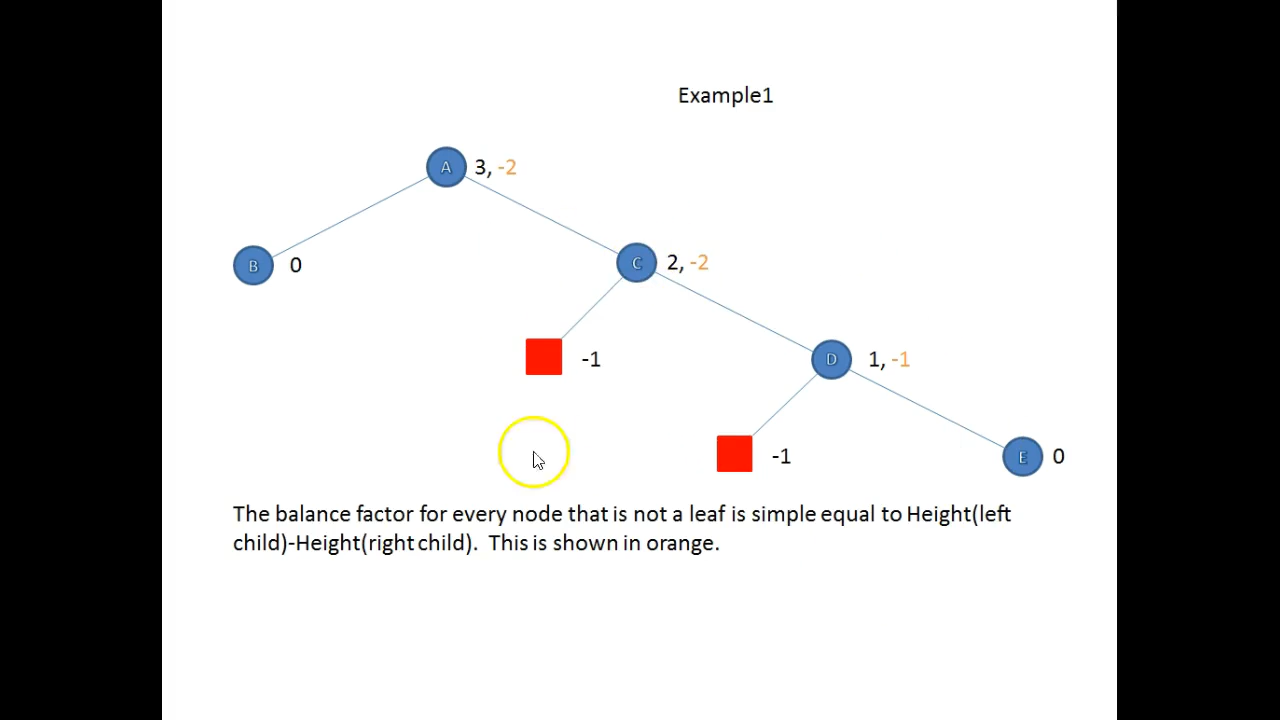 Example1
A 3, -2
B 0
C 2, -2
-1
D 1, -1
-1
E 0
The balance factor for every node that is not a leaf is simple equal to Height(left
child)-Height(right child). This is shown in orange.